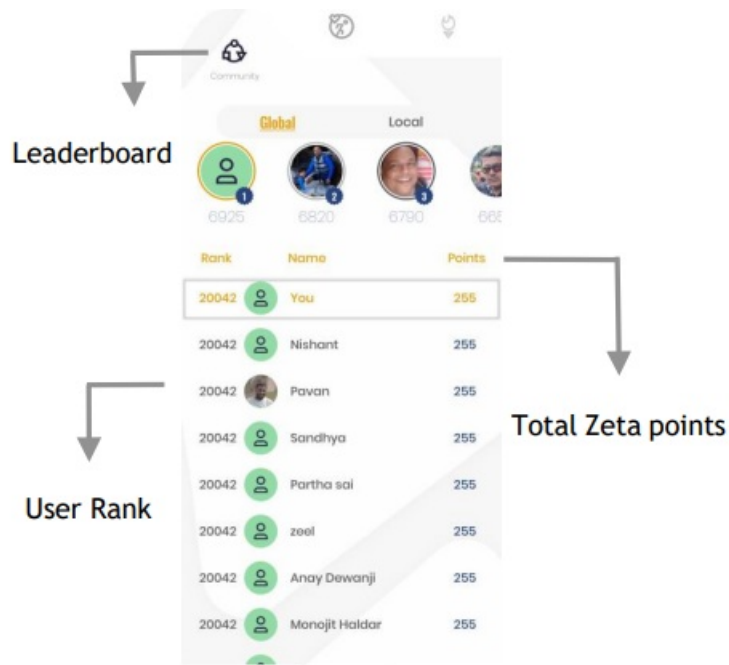 Community
Leaderboard
Global Local
1 2 3
6925 6820 6790
Rank Name Points
20042 You 255
20042 Nishant 255
20042 Pavan 255
20042 Sandhya 255
20042 Partha sai 255
20042 zeel 255
20042 Anay Dewanji 255
20042 Monojit Haldar 255
Total Zeta points
User Rank